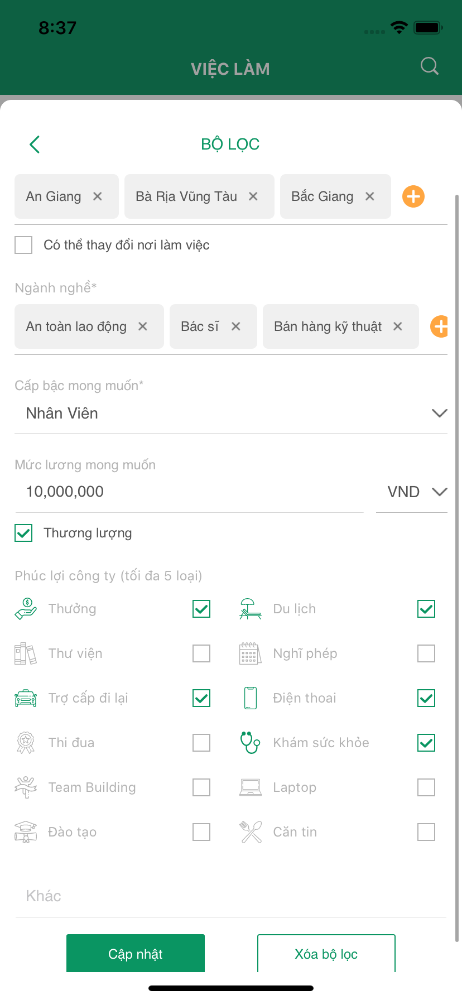 8:37
VIỆC LÀM
BỘ LỌC
An Giang Bà Rịa Vũng Tàu Bắc Giang
Có thể thay đổi nơi làm việc
Ngành nghề*
An toàn lao động Bác sĩ Bán hàng kỹ thuật
Cấp bậc mong muốn*
Nhân Viên
Mức lương mong muốn
10,000,000 VND
Thương lượng
Phúc lợi công ty (tối đa 5 loại)
Thưởng Du lịch
Thư viện Nghĩ phép
Trợ cấp đi lại Điện thoai
Thi đua Khám sức khỏe
Team Building Laptop
Đào tạo Căn tin
Khác
Cập nhật Xóa bộ lọc